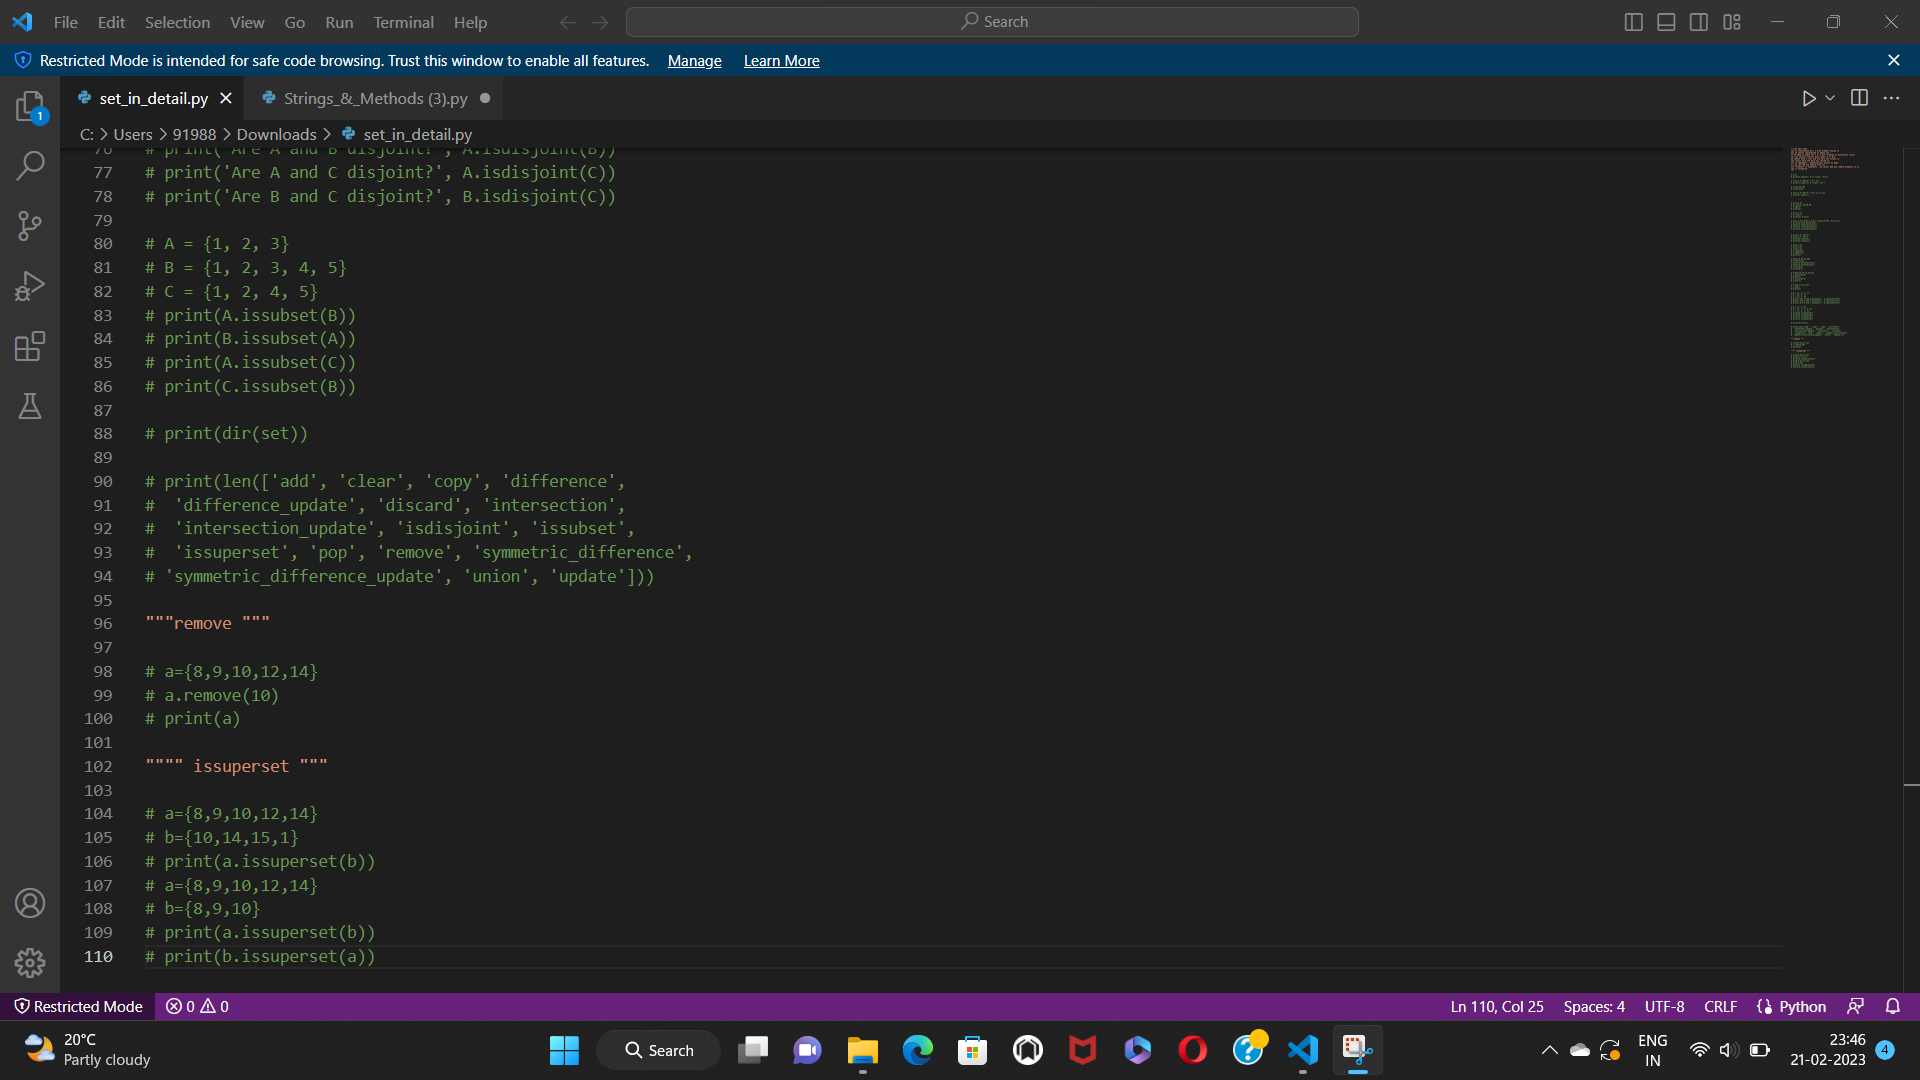 File Edit Selection View Go Run Terminal Help Search
Restricted Mode is intended for safe code browsing. Trust this window to enable all features. Manage Learn More
1
set_in_detail.py Strings_&_Methods (3).py
C: > Users > 91988 > Downloads > set_in_detail.py
76 # print('Are A and B disjoint?', A.isdisjoint(B))
77 # print('Are A and C disjoint?', A.isdisjoint(C))
78 # print('Are B and C disjoint?', B.isdisjoint(C))
79
80 # A = {1, 2, 3}
81 # B = {1, 2, 3, 4, 5}
82 # C = {1, 2, 4, 5}
83 # print(A.issubset(B))
84 # print(B.issubset(A))
85 # print(A.issubset(C))
86 # print(C.issubset(B))
87
88 # print(dir(set))
89
90 # print(len(['add', 'clear', 'copy', 'difference',
91 #  'difference_update', 'discard', 'intersection',
92 #  'intersection_update', 'isdisjoint', 'issubset',
93 #  'issuperset', 'pop', 'remove', 'symmetric_difference',
94 # 'symmetric_difference_update', 'union', 'update']))
95
96 """remove """
97
98 # a={8,9,10,12,14}
99 # a.remove(10)
100 # print(a)
101
102 """" issuperset """
103
104 # a={8,9,10,12,14}
105 # b={10,14,15,1}
106 # print(a.issuperset(b))
107 # a={8,9,10,12,14}
108 # b={8,9,10}
109 # print(a.issuperset(b))
110 # print(b.issuperset(a))
Restricted Mode 0 0 Ln 110, Col 25 Spaces: 4 UTF-8 CRLF Python
20°C
Partly cloudy
Search
ENG
IN
23:46
21-02-2023
4